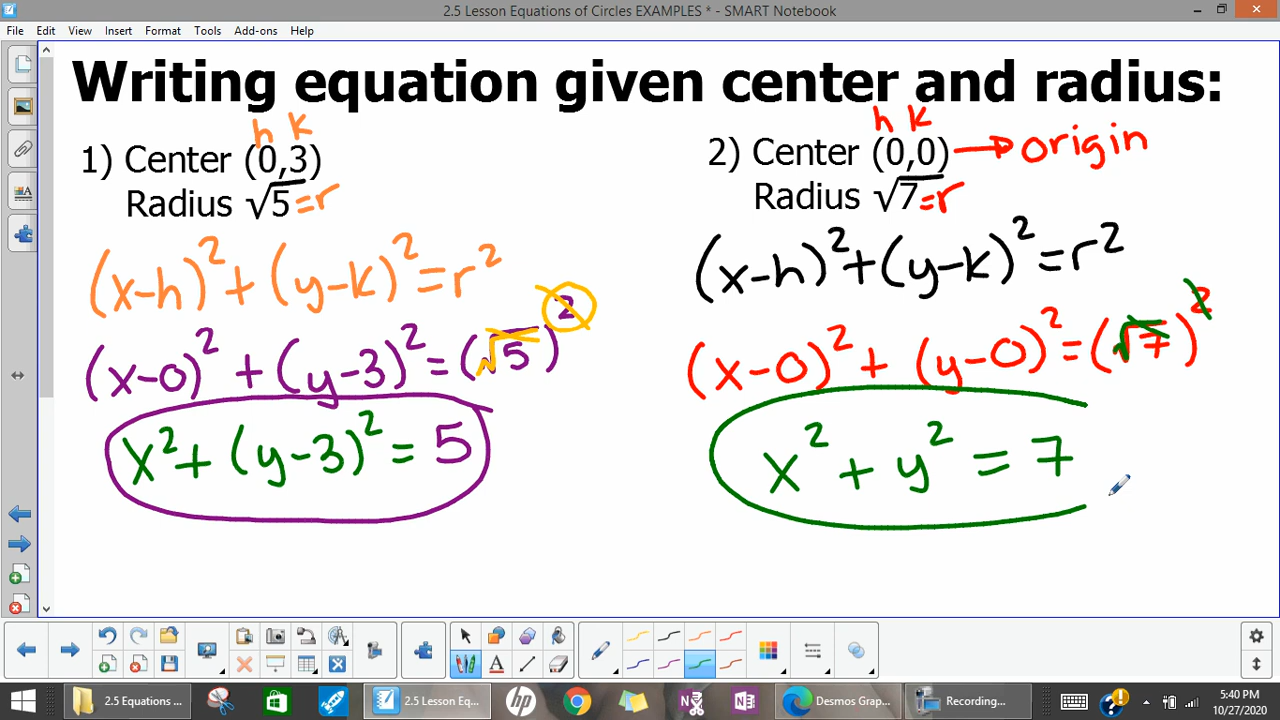 2.5 Lesson Equations of Circles EXAMPLES * - SMART Notebook
File Edit View Insert Format Tools Add-ons Help
Writing equation given center and radius:
h k
1) Center (0,3)
Radius √5 =r
(x-h)²+(y-k)²=r²
(x-0)²+(y-3)²=(√5)²
x²+(y-3)²=5
h k
2) Center (0,0) → origin
Radius √7 =r
(x-h)²+(y-k)²=r²
(x-0)²+(y-0)²=(√7)²
x²+y²=7
2.5 Equations ...
2.5 Lesson Eq...
hp
Desmos Grap...
Recording...
5:40 PM
10/27/2020